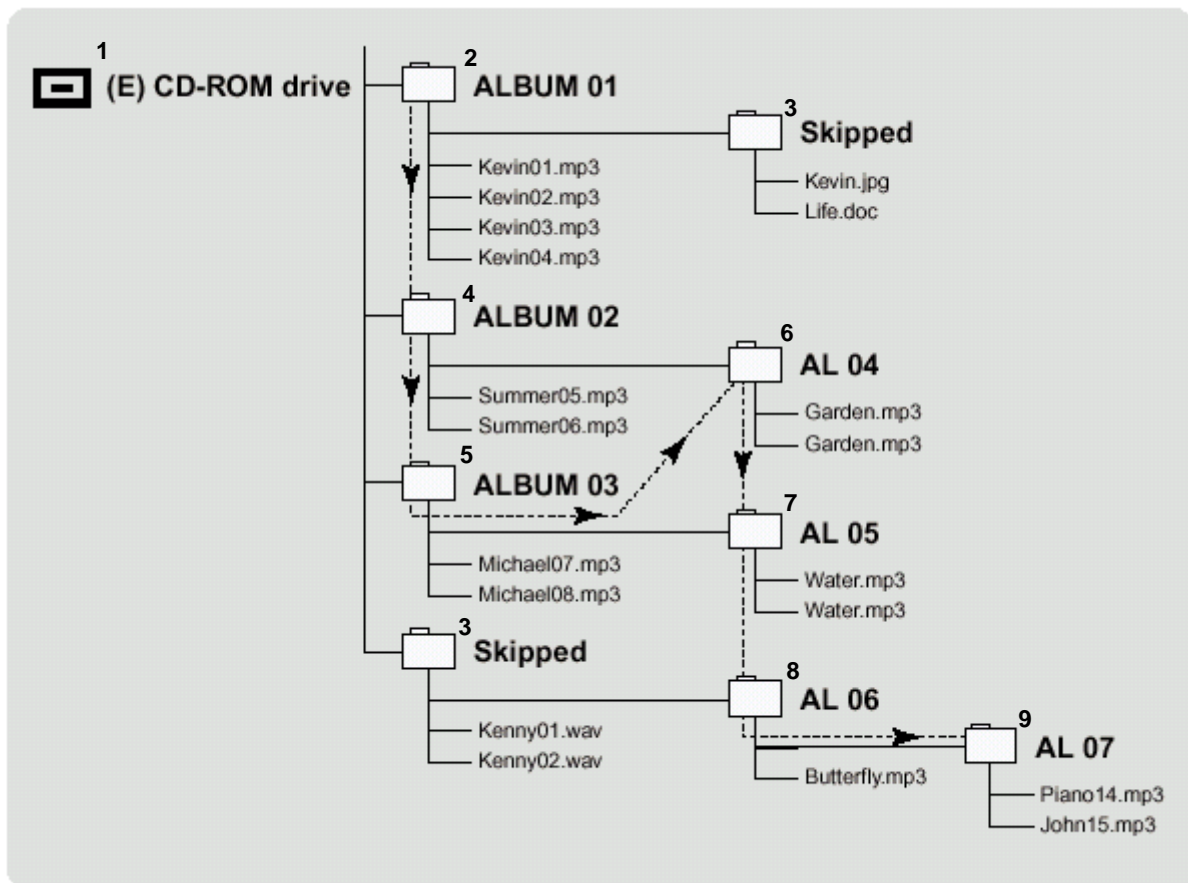 1
(E) CD-ROM drive
2
ALBUM 01
3
Skipped
Kevin.jpg
Life.doc
Kevin01.mp3
Kevin02.mp3
Kevin03.mp3
Kevin04.mp3
4
ALBUM 02
6
AL 04
Summer05.mp3
Summer06.mp3
Garden.mp3
Garden.mp3
5
ALBUM 03
7
AL 05
Michael07.mp3
Michael08.mp3
Water.mp3
Water.mp3
3
Skipped
8
AL 06
Kenny01.wav
Kenny02.wav
Butterfly.mp3
9
AL 07
Piano14.mp3
John15.mp3